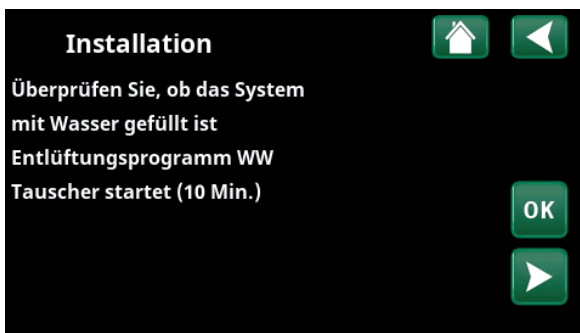 Installation
Überprüfen Sie, ob das System
mit Wasser gefüllt ist
Entlüftungsprogramm WW
Tauscher startet (10 Min.)
OK